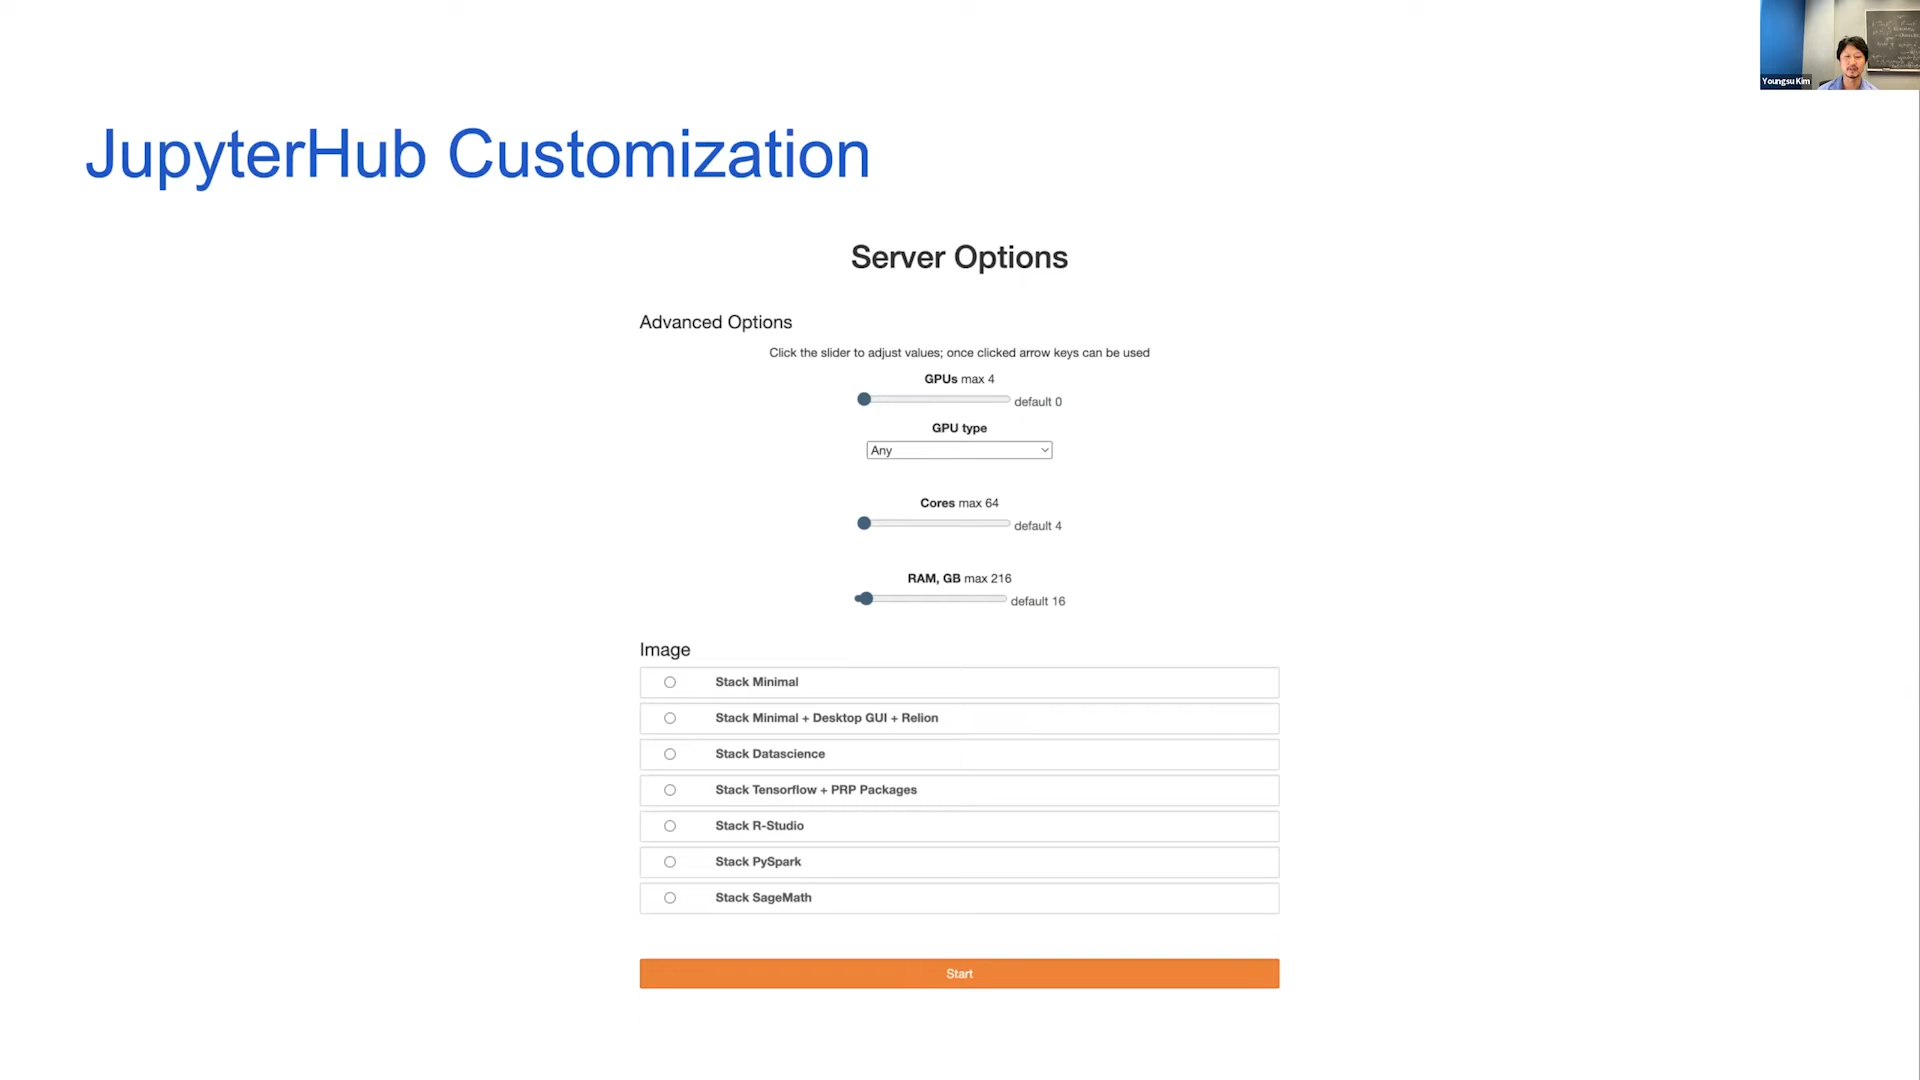 Youngsu Kim
JupyterHub Customization
Server Options
Advanced Options
Click the slider to adjust values; once clicked arrow keys can be used
GPUs max 4
default 0
GPU type
Any
Cores max 64
default 4
RAM, GB max 216
default 16
Image
Stack Minimal
Stack Minimal + Desktop GUI + Relion
Stack Datascience
Stack Tensorflow + PRP Packages
Stack R-Studio
Stack PySpark
Stack SageMath
Start